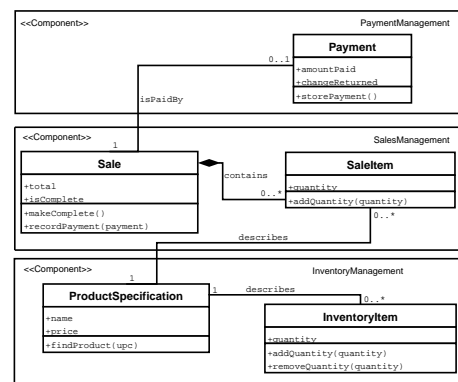 <<Component>> PaymentManagement
Payment
0..1
+amountPaid
+changeReturned
+storePayment()
isPaidBy
<<Component>> SalesManagement
1
Sale
SaleItem
contains
+total
+isComplete
+quantity
0..*
+addQuantity(quantity)
+makeComplete()
+recordPayment(payment)
0..*
describes
<<Component>> InventoryManagement
1
ProductSpecification
1 describes
0..*
+name
+price
InventoryItem
+findProduct(upc)
+quantity
+addQuantity(quantity)
+removeQuantity(quantity)